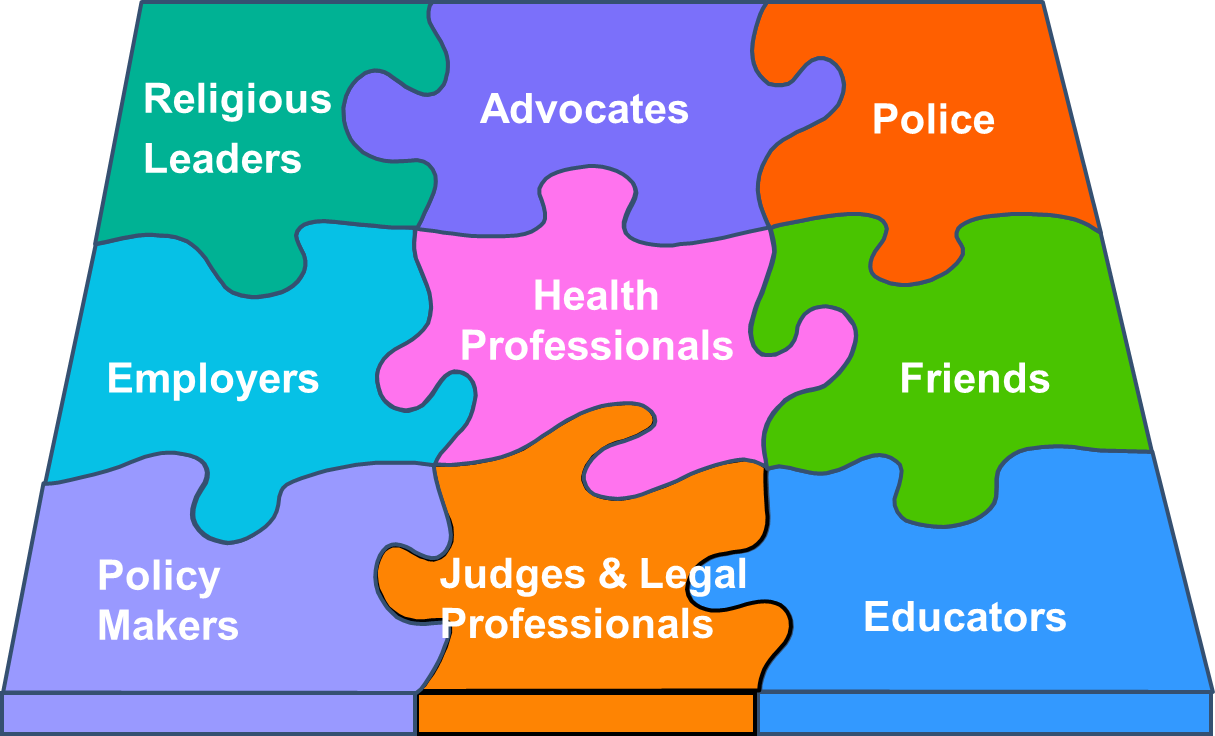 Religious
Leaders
Advocates
Police
Employers
Health
Professionals
Friends
Policy
Makers
Judges & Legal
Professionals
Educators